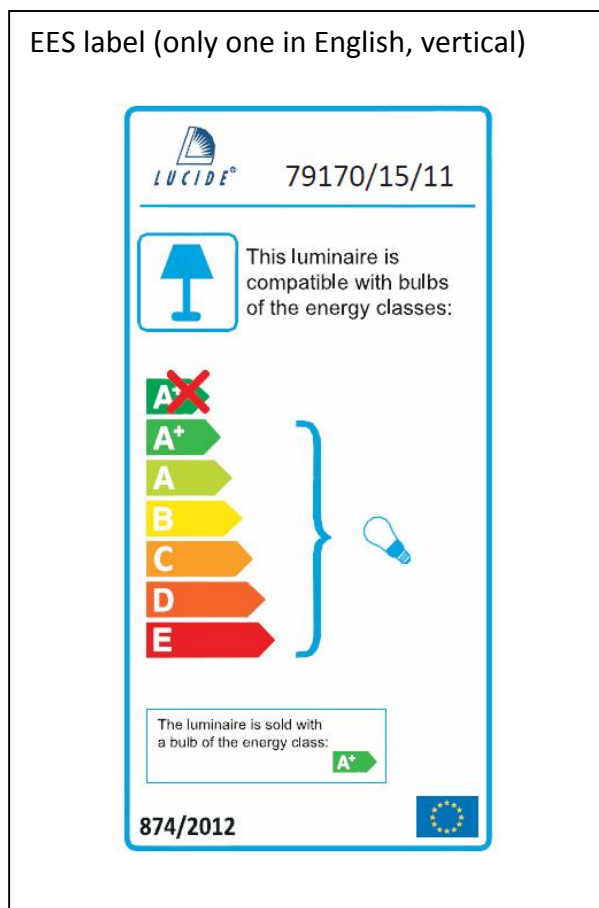 EES label (only one in English, vertical)
LUCIDE®
79170/15/11
This luminaire is
compatible with bulbs
of the energy classes:
A+
A+
A
B
C
D
E
The luminaire is sold with
a bulb of the energy class:
A+
874/2012